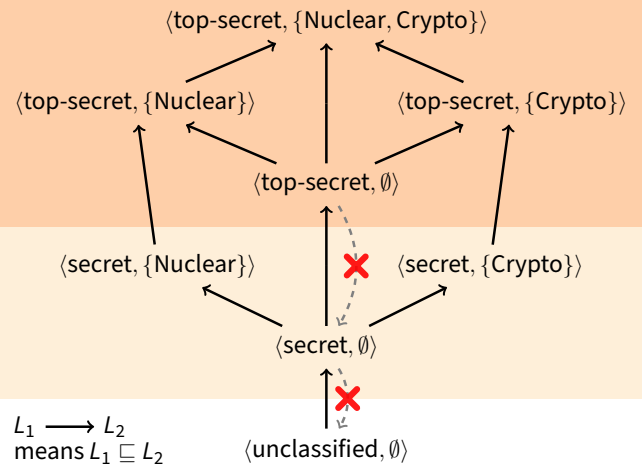 ⟨top-secret, {Nuclear, Crypto}⟩
⟨top-secret, {Nuclear}⟩
⟨top-secret, {Crypto}⟩
⟨top-secret, ∅⟩
⟨secret, {Nuclear}⟩
⟨secret, {Crypto}⟩
⟨secret, ∅⟩
L₁ ⟶ L₂
means L₁ ⊑ L₂
⟨unclassified, ∅⟩